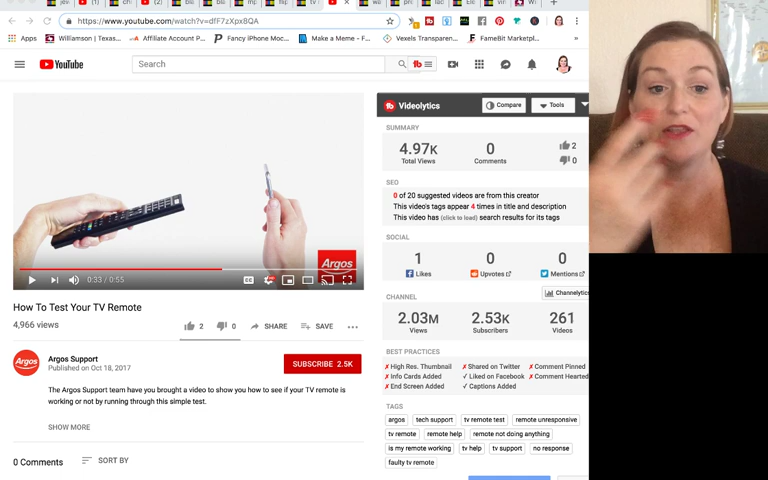 https://www.youtube.com/watch?v=dfF7zXpx8QA
Apps
Williamson | Texas...
Affiliate Account P...
Fancy iPhone Moc...
Make a Meme - F...
Vexels Transparen...
FameBit Marketpl...
YouTube
Search
Videolytics
Compare
Tools
SUMMARY
4.97K
Total Views
0
Comments
2
0
SEO
0 of 20 suggested videos are from this creator
This video's tags appear 4 times in title and description
This video has (click to load) search results for its tags
SOCIAL
1
Likes
0
Upvotes
0
Mentions
Channelytics
CHANNEL
2.03M
Views
2.53K
Subscribers
261
Videos
BEST PRACTICES
High Res. Thumbnail
Shared on Twitter
Comment Pinned
Info Cards Added
Liked on Facebook
Comment Hearted
End Screen Added
Captions Added
TAGS
argos
tech support
tv remote test
remote unresponsive
tv remote
remote help
remote not doing anything
is my remote working
tv help
tv support
no response
faulty tv remote
Argos
0:33 / 0:55
CC
How To Test Your TV Remote
4,966 views
2
0
SHARE
SAVE
Argos
Argos Support
Published on Oct 18, 2017
SUBSCRIBE 2.5K
The Argos Support team have you brought a video to show you how to see if your TV remote is
working or not by running through this simple test.
SHOW MORE
0 Comments
SORT BY